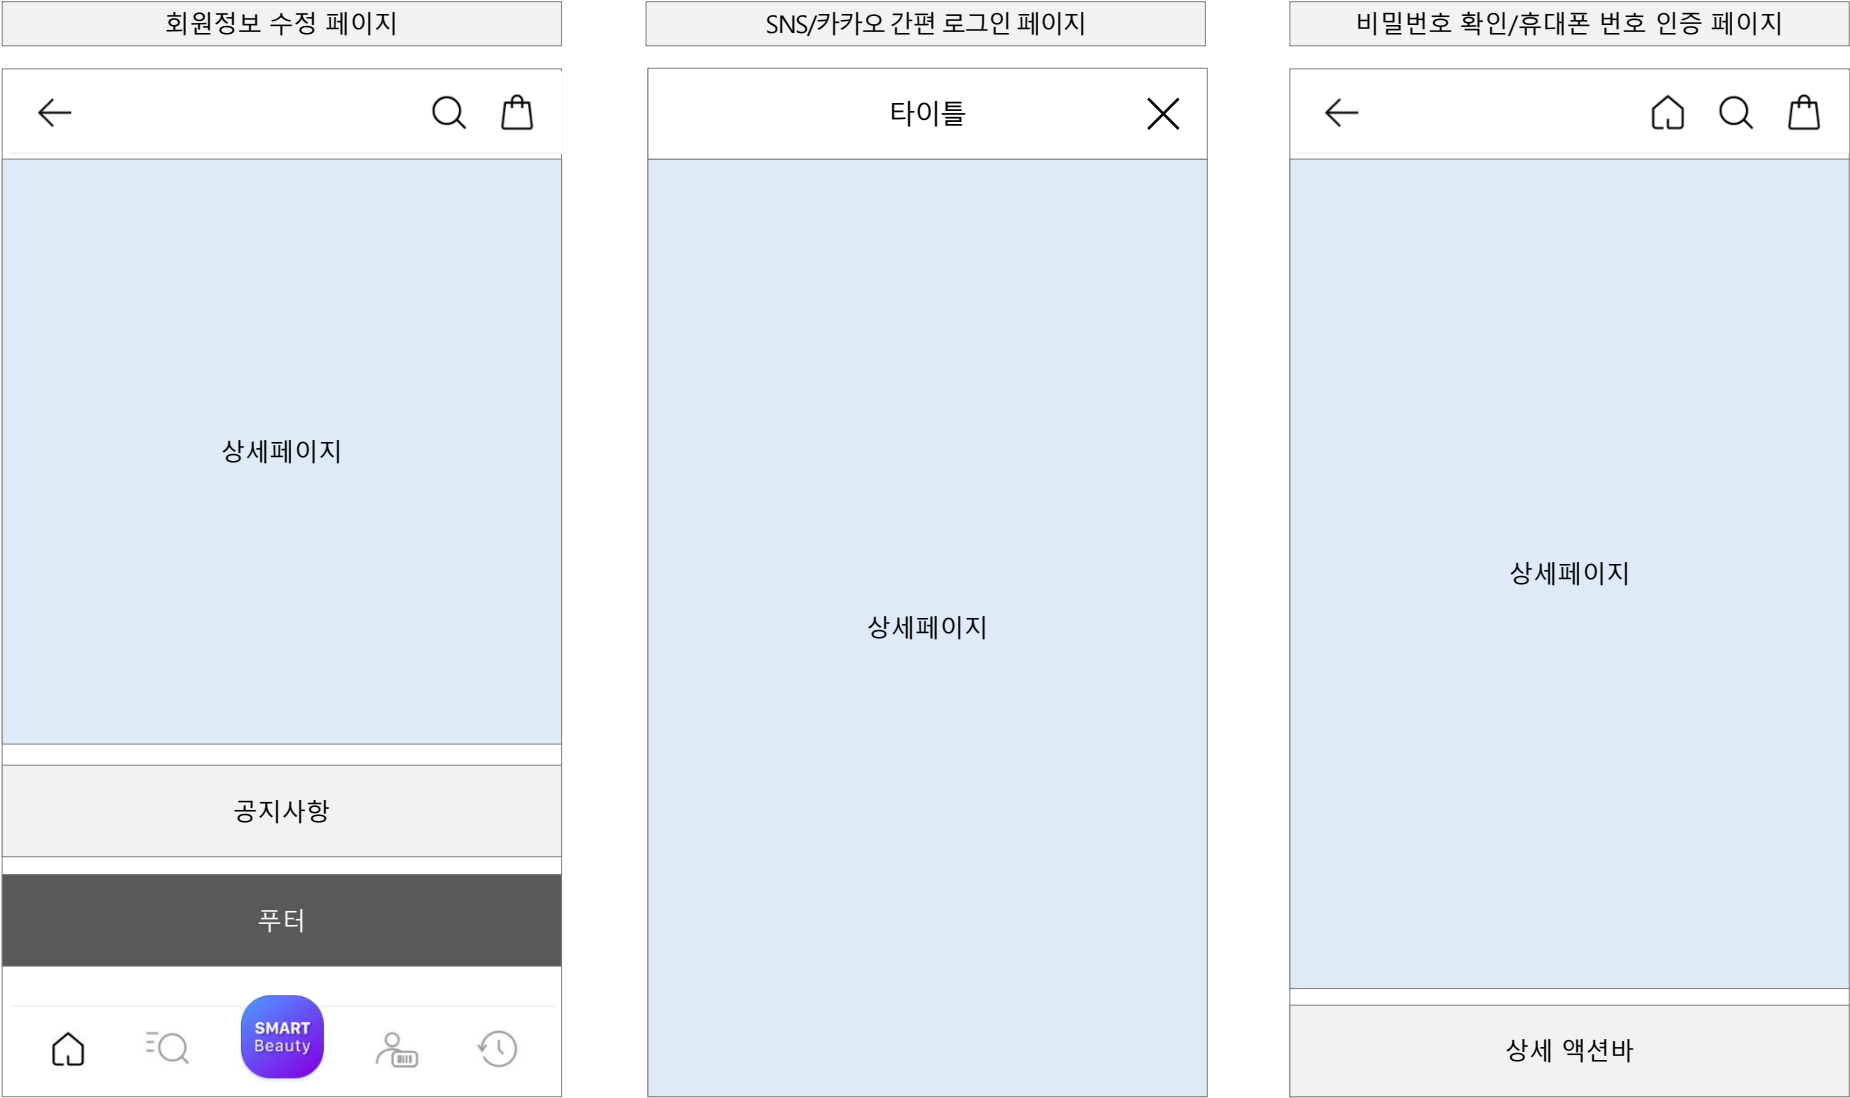 회원정보 수정 페이지
SNS/카카오 간편 로그인 페이지
비밀번호 확인/휴대폰 번호 인증 페이지
상세페이지
공지사항
푸터
SMART
Beauty
타이틀
상세페이지
상세페이지
상세 액션바